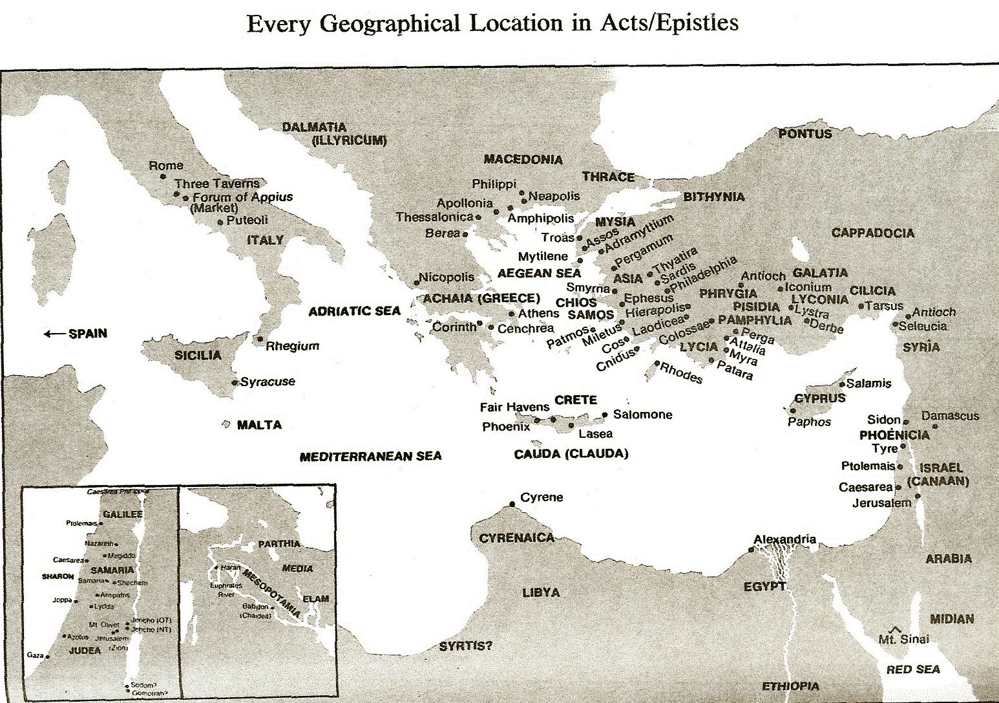 Every Geographical Location in Acts/Epistles
DALMATIA
(ILLYRICUM)
PONTUS
MACEDONIA
Rome
THRACE
Three Taverns
Philippi
Forum of Appius
(Market)
Neapolis
BITHYNIA
Apollonia
Thessalonica
Amphipolis
Puteoli
MYSIA
Berea
Troas
Assos
Adramyttium
CAPPADOCIA
ITALY
Mytilene
Pergamum
Thyatira
Sardis
Philadelphia
AEGEAN SEA
ASIA
Nicopolis
Antioch
GALATIA
Smyrna
Iconium
CILICIA
ACHAIA (GREECE)
CHIOS
Ephesus
PHRYGIA
LYCONIA
ADRIATIC SEA
Athens
SAMOS
Hierapolis
PISIDIA
Lystra
Tarsus
Antioch
Corinth
Cenchrea
Patmos
Miletus
Laodicea
Colossae
PAMPHYLIA
Derbe
Seleucia
SPAIN
Rhegium
Cos
Cnidus
Perga
Attalia
LYCIA
Myra
SYRIA
SICILIA
Rhodes
Patara
Syracuse
Salamis
CRETE
CYPRUS
Fair Havens
Salomone
Paphos
Sidon
Damascus
MALTA
Phoenix
Lasea
PHOENICIA
Tyre
MEDITERRANEAN SEA
CAUDA (CLAUDA)
Ptolemais
ISRAEL
(CANAAN)
Caesarea
Jerusalem
Cyrene
CYRENAICA
Alexandria
ARABIA
LIBYA
EGYPT
MIDIAN
Mt. Sinai
SYRTIS?
RED SEA
ETHIOPIA
Caesarea Philippi
GALILEE
Ptolemais
Nazareth
Megiddo
Caesarea
SAMARIA
SHARON
Samaria
Shechem
Antipatris
Joppa
Lydda
Mt Olivet
Jericho (OT)
Jericho (NT)
Azotus
Jerusalem
(Zion)
JUDEA
Gaza
Sodom?
Gomorrah?
PARTHIA
Haran
MEDIA
MESOPOTAMIA
Euphrates
River
ELAM
Babylon
(Chaldea)